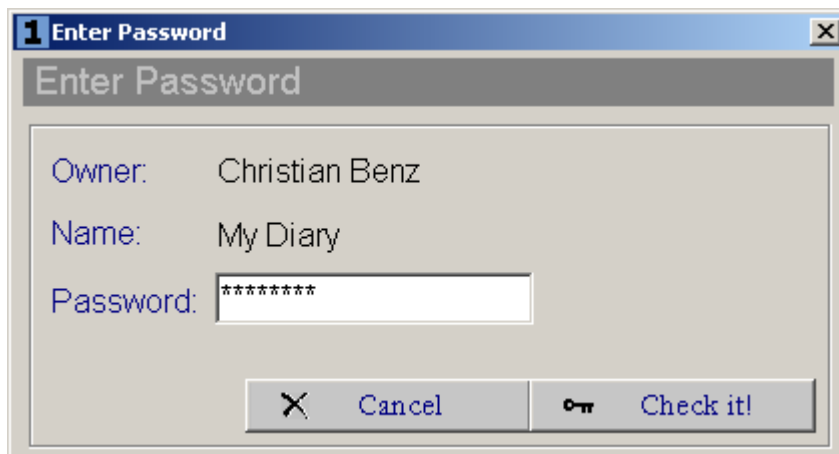 1 Enter Password
Enter Password
Owner: Christian Benz
Name: My Diary
Password: ********
Cancel Check it!